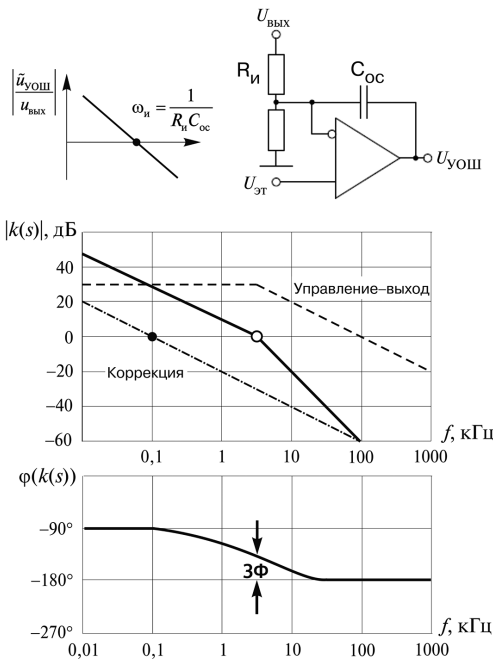 U_вых
R_и
C_ос
|ũ_УОШ / u_вых|
ω_и = 1 / (R_и C_ос)
U_эт
U_УОШ
|k(s)|, дБ
40
20
0
−20
−40
−60
Управление–выход
Коррекция
0,1 1 10 100 1000
f, кГц
φ(k(s))
−90°
−180°
−270°
ЗФ
0,01 0,1 1 10 100 1000
f, кГц